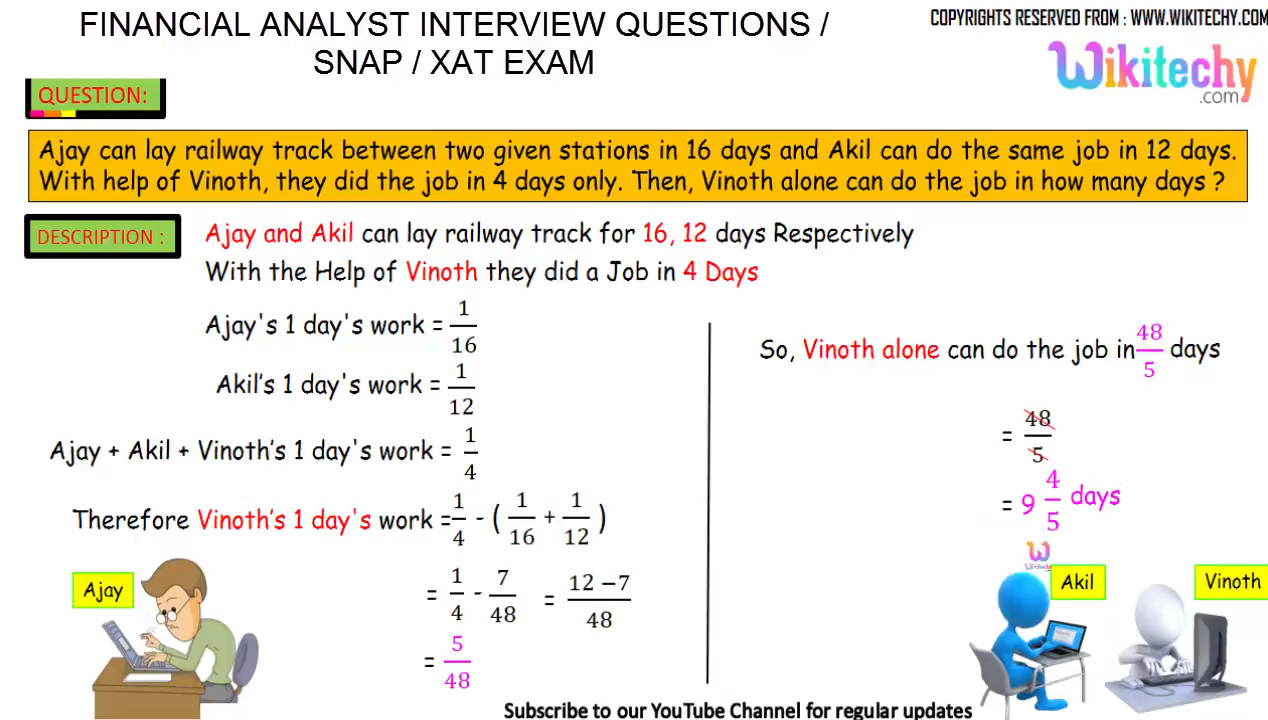 FINANCIAL ANALYST INTERVIEW QUESTIONS /
SNAP / XAT EXAM
COPYRIGHTS RESERVED FROM : WWW.WIKITECHY.COM
Wikitechy
.com
QUESTION:
Ajay can lay railway track between two given stations in 16 days and Akil can do the same job in 12 days.
With help of Vinoth, they did the job in 4 days only. Then, Vinoth alone can do the job in how many days ?
DESCRIPTION :
Ajay and Akil can lay railway track for 16, 12 days Respectively
With the Help of Vinoth they did a Job in 4 Days
Ajay's 1 day's work = 1/16
Akil’s 1 day's work = 1/12
Ajay + Akil + Vinoth’s 1 day's work = 1/4
Therefore Vinoth’s 1 day's work = 1/4 - ( 1/16 + 1/12 )
= 1/4 - 7/48 = 12 – 7/48
= 5/48
So, Vinoth alone can do the job in 48/5 days
= 48/5
= 9 4/5 days
Ajay
Wikitechy
Akil
Vinoth
Subscribe to our YouTube Channel for regular updates